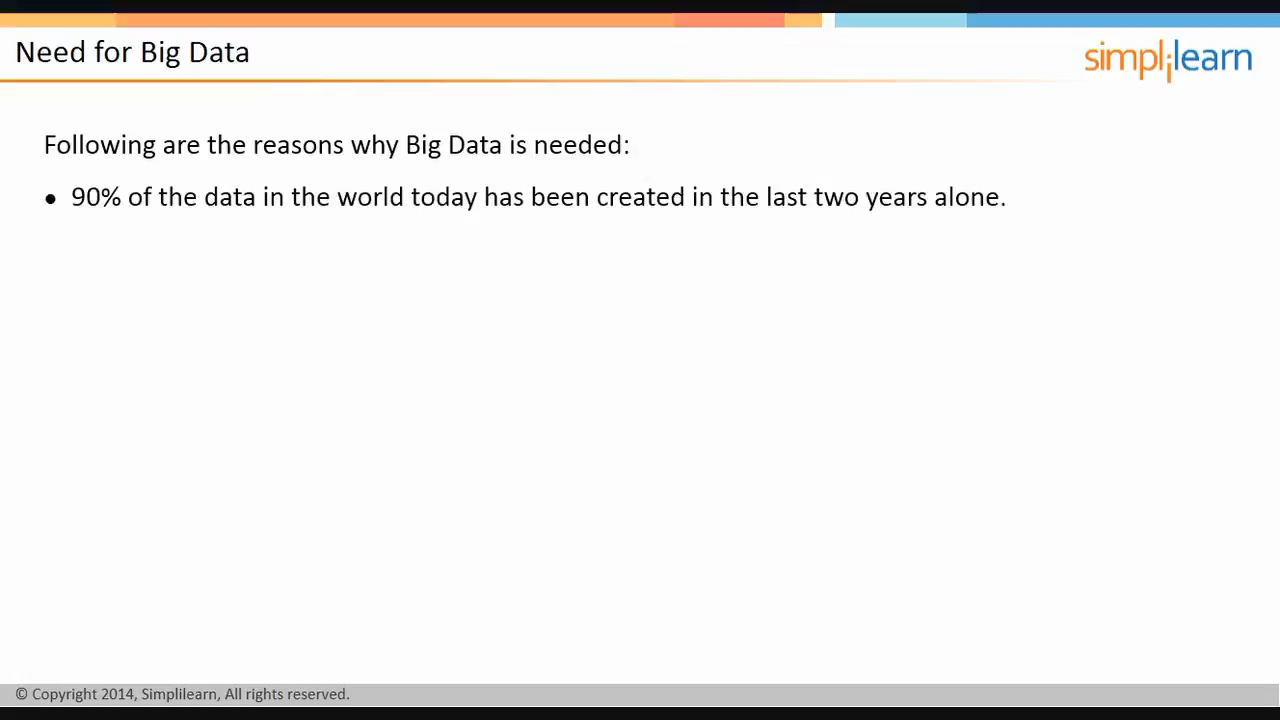 Need for Big Data
simplilearn
Following are the reasons why Big Data is needed:
• 90% of the data in the world today has been created in the last two years alone.
© Copyright 2014, Simplilearn, All rights reserved.